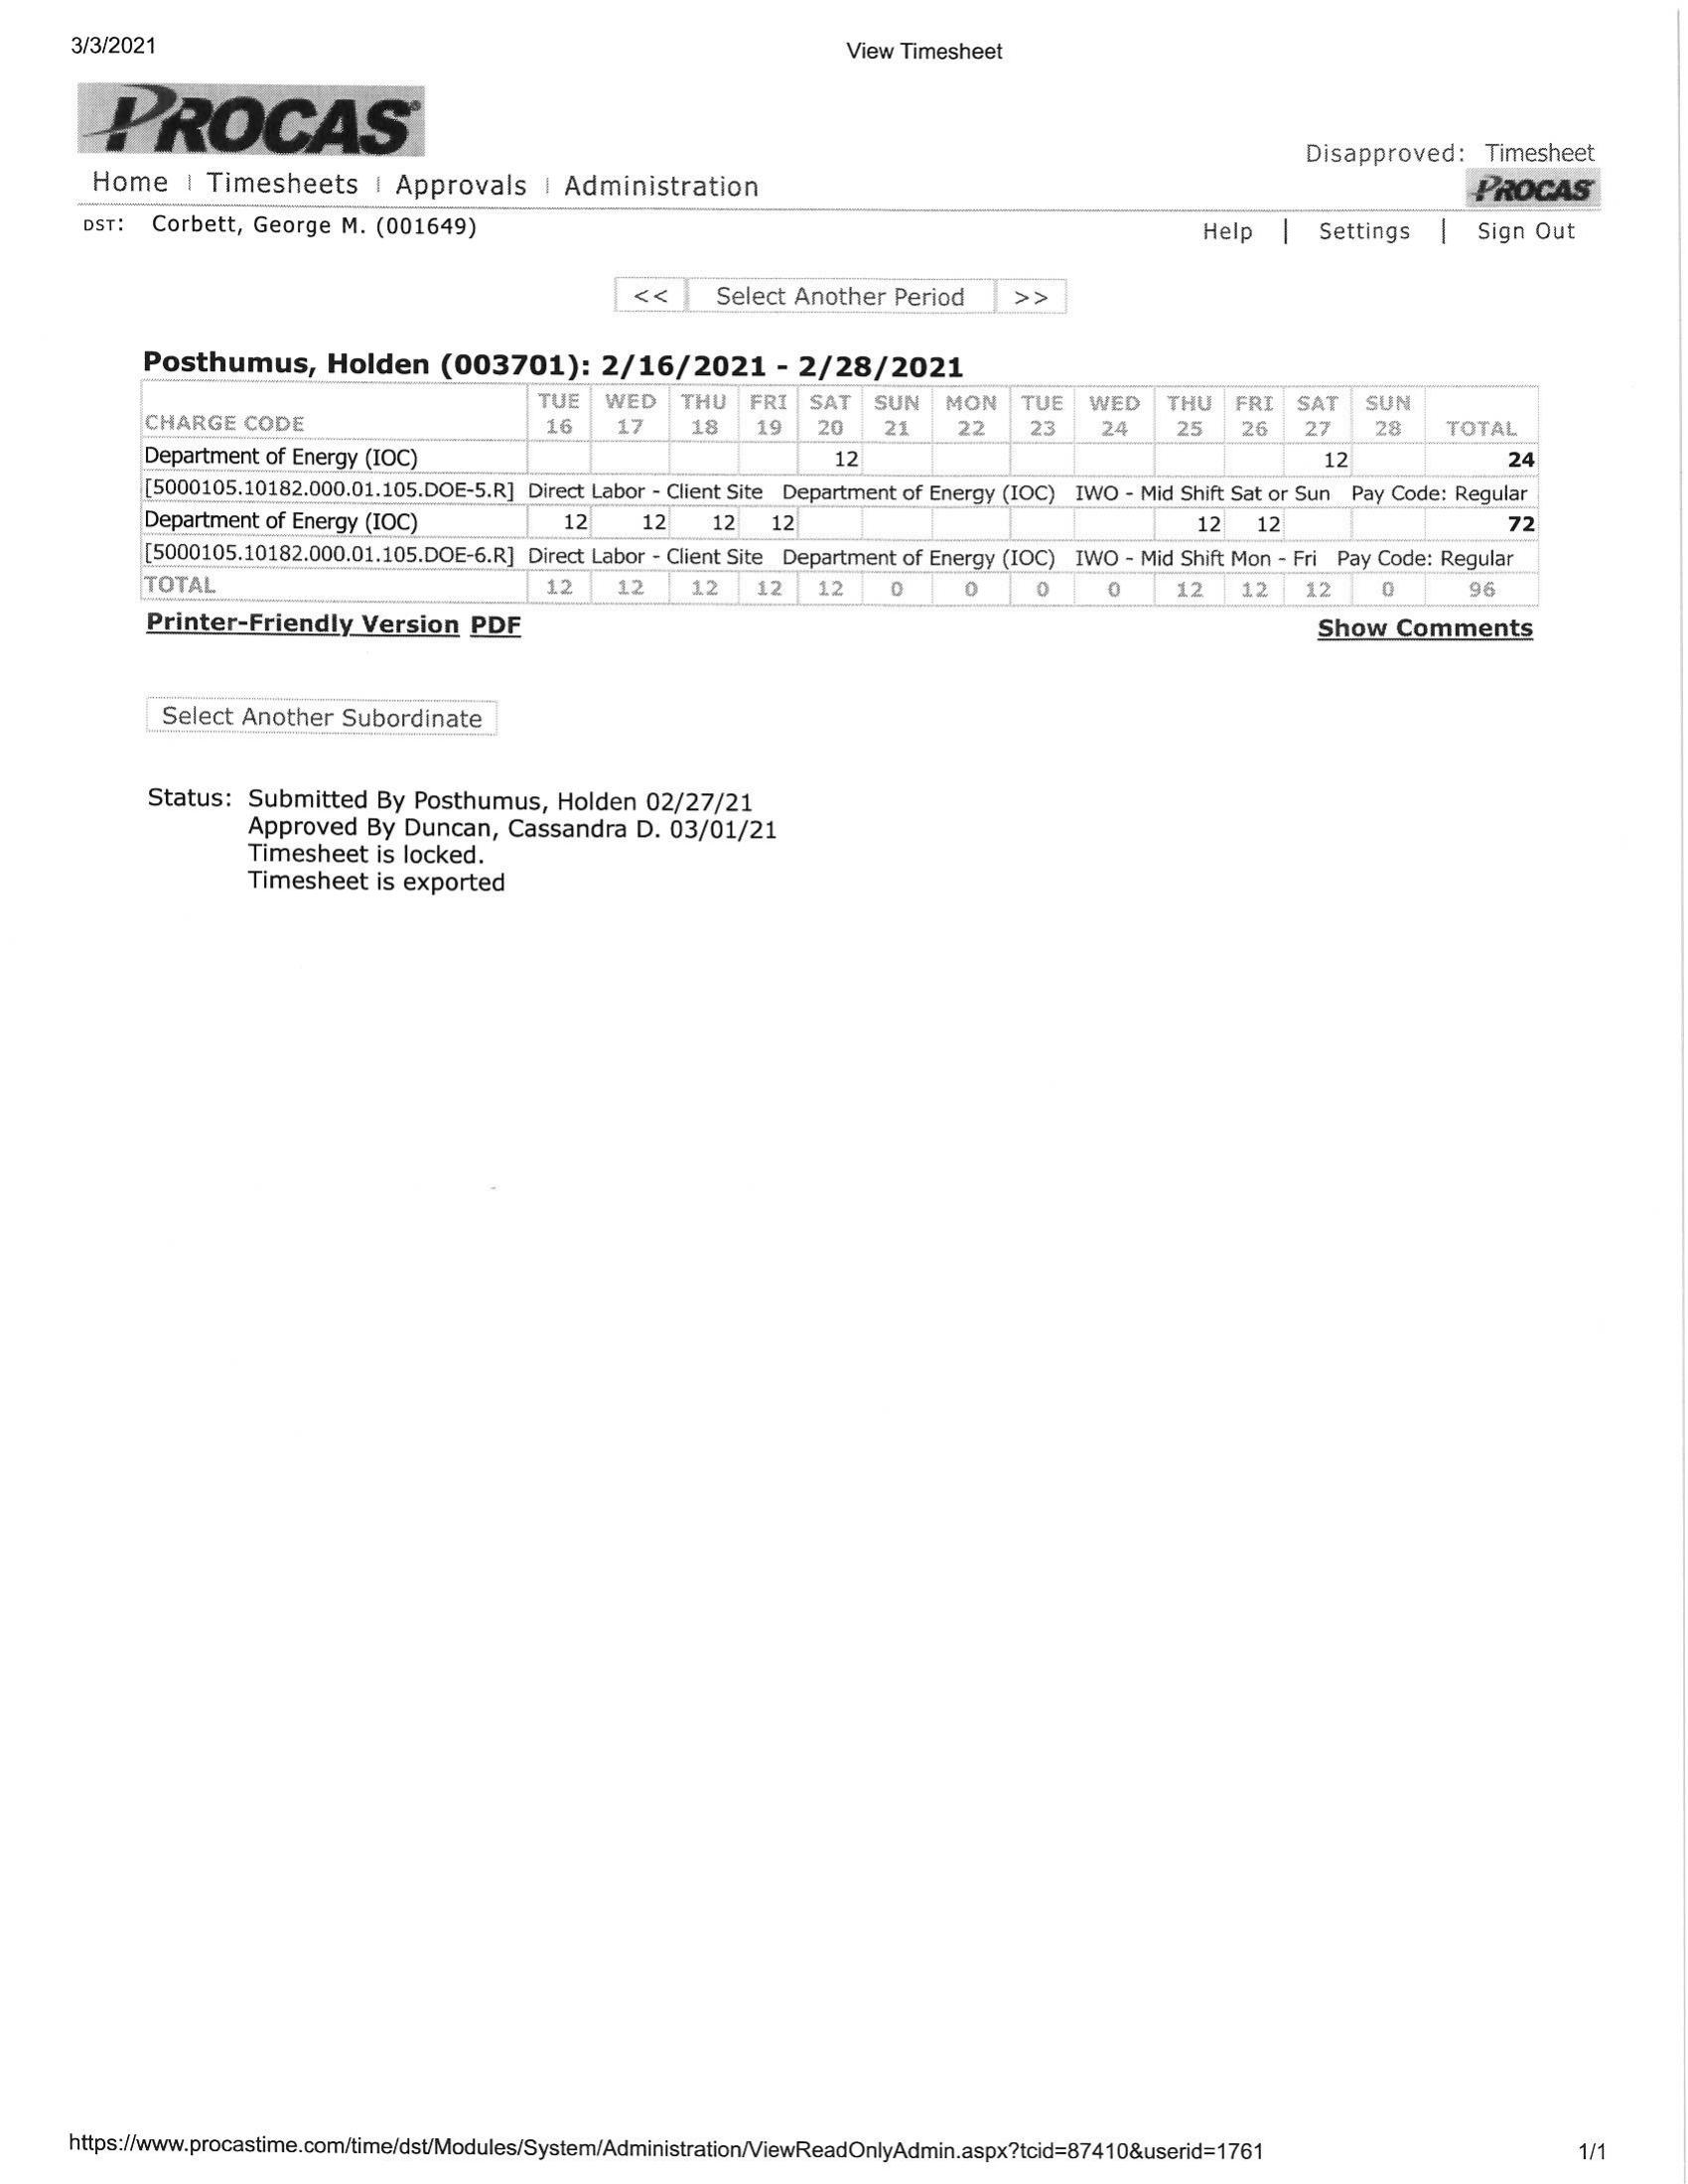 3/3/2021 View Timesheet
PROCAS®
Disapproved: Timesheet
Home | Timesheets | Approvals | Administration
PROCAS
DST: Corbett, George M. (001649)
Help | Settings | Sign Out
<< Select Another Period >>
Posthumus, Holden (003701): 2/16/2021 - 2/28/2021
TUE WED THU FRI SAT SUN MON TUE WED THU FRI SAT SUN
CHARGE CODE 16 17 18 19 20 21 22 23 24 25 26 27 28 TOTAL
Department of Energy (IOC) 12 12 24
[5000105.10182.000.01.105.DOE-5.R] Direct Labor - Client Site Department of Energy (IOC) IWO - Mid Shift Sat or Sun Pay Code: Regular
Department of Energy (IOC) 12 12 12 12 12 12 72
[5000105.10182.000.01.105.DOE-6.R] Direct Labor - Client Site Department of Energy (IOC) IWO - Mid Shift Mon - Fri Pay Code: Regular
TOTAL 12 12 12 12 12 0 0 0 0 12 12 12 0 96
Printer-Friendly Version PDF Show Comments
Select Another Subordinate
Status: Submitted By Posthumus, Holden 02/27/21
Approved By Duncan, Cassandra D. 03/01/21
Timesheet is locked.
Timesheet is exported
https://www.procastime.com/time/dst/Modules/System/Administration/ViewReadOnlyAdmin.aspx?tcid=87410&userid=1761 1/1